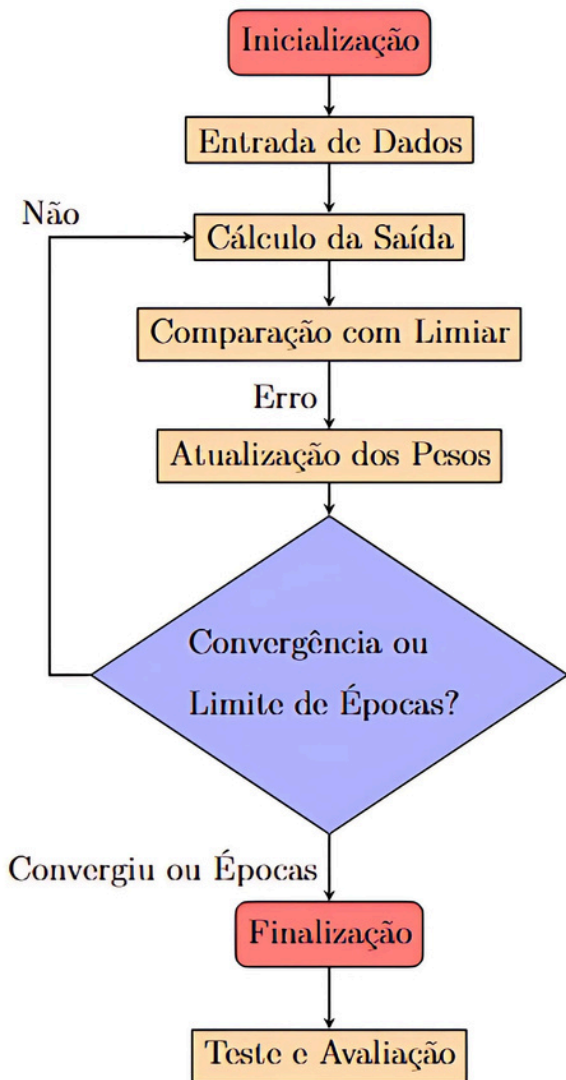 Inicialização
Entrada de Dados
Não
Cálculo da Saída
Comparação com Limiar
Erro
Atualização dos Pesos
Convergência ou
Limite de Épocas?
Convergiu ou Épocas
Finalização
Teste e Avaliação